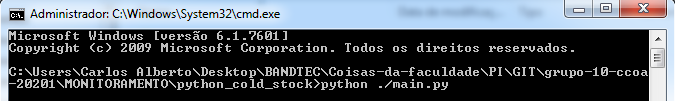 Administrador: C:\Windows\System32\cmd.exe
Microsoft Windows [versão 6.1.7601]
Copyright (c) 2009 Microsoft Corporation. Todos os direitos reservados.
C:\Users\Carlos Alberto\Desktop\BANDTEC\Coisas-da-faculdade\PI\GIT\grupo-10-ccoa
-20201\MONITORAMENTO\python_cold_stock>python ./main.py